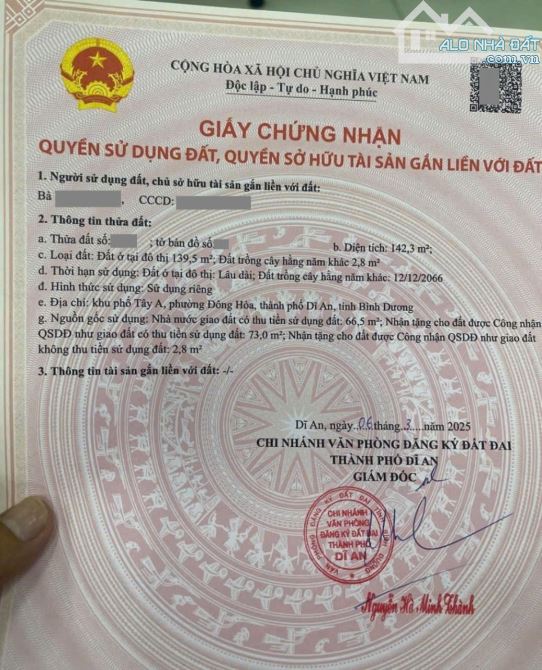 ALO NHÀ ĐẤT
.com.vn
CỘNG HÒA XÃ HỘI CHỦ NGHĨA VIỆT NAM
Độc lập - Tự do - Hạnh phúc
GIẤY CHỨNG NHẬN
QUYỀN SỬ DỤNG ĐẤT, QUYỀN SỞ HỮU TÀI SẢN GẮN LIỀN VỚI ĐẤT
1. Người sử dụng đất, chủ sở hữu tài sản gắn liền với đất:
Bà , CCCD:
2. Thông tin thửa đất:
a. Thửa đất số: ; tờ bản đồ số: b. Diện tích: 142,3 m²;
c. Loại đất: Đất ở tại đô thị 139,5 m²; Đất trồng cây hằng năm khác 2,8 m²
d. Thời hạn sử dụng: Đất ở tại đô thị: Lâu dài; Đất trồng cây hằng năm khác: 12/12/2066
đ. Hình thức sử dụng: Sử dụng riêng
e. Địa chỉ: khu phố Tây A, phường Đông Hòa, thành phố Dĩ An, tỉnh Bình Dương
g. Nguồn gốc sử dụng: Nhà nước giao đất có thu tiền sử dụng đất: 66,5 m²; Nhận tặng cho đất được Công nhận
QSDĐ như giao đất có thu tiền sử dụng đất: 73,0 m²; Nhận tặng cho đất được Công nhận QSDĐ như giao đất
không thu tiền sử dụng đất: 2,8 m²
3. Thông tin tài sản gắn liền với đất: -/-
Dĩ An, ngày..06 tháng..3....năm 2025
CHI NHÁNH VĂN PHÒNG ĐĂNG KÝ ĐẤT ĐAI
THÀNH PHỐ DĨ AN
GIÁM ĐỐC
VĂN PHÒNG ĐĂNG KÝ ĐẤT ĐAI TỈNH BÌNH DƯƠNG
CHI NHÁNH
VĂN PHÒNG
ĐĂNG KÝ ĐẤT ĐAI
THÀNH PHỐ
DĨ AN
Nguyễn Hà Minh Thành